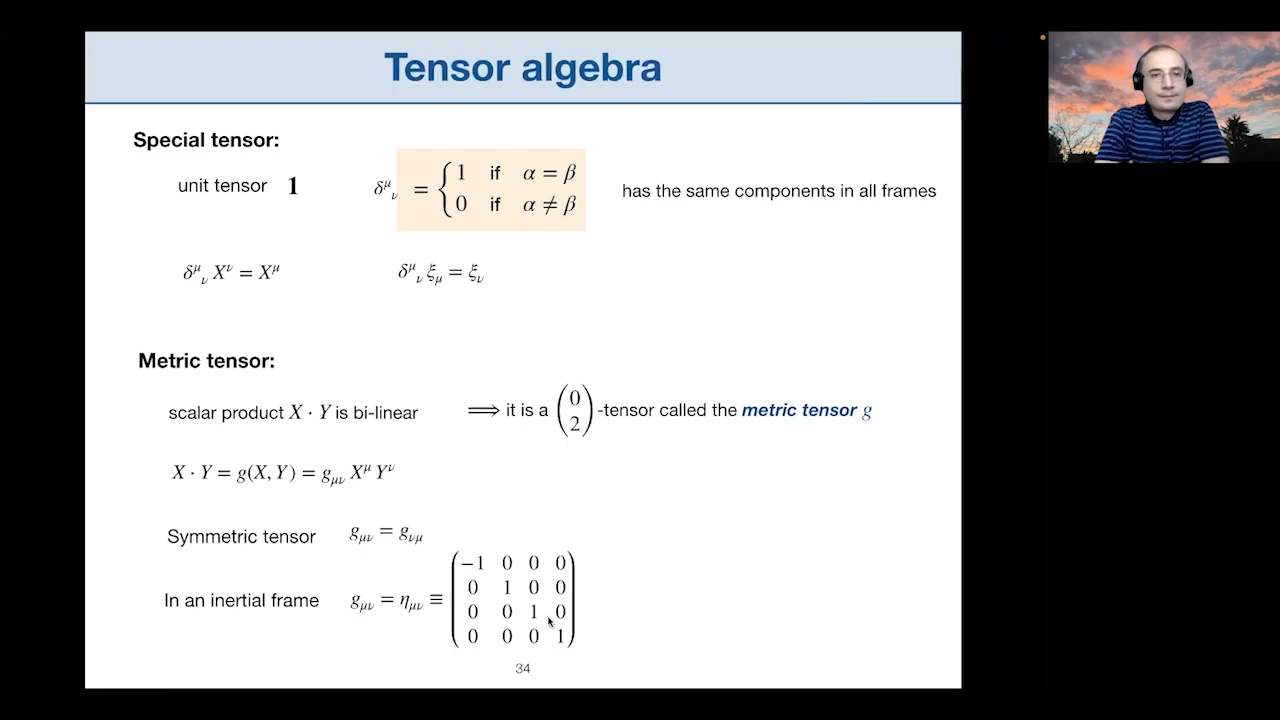 Tensor algebra
Special tensor:
unit tensor 1 δ^μ_ν = { 1 if α = β
0 if α ≠ β
has the same components in all frames
δ^μ_ν X^ν = X^μ δ^μ_ν ξ_μ = ξ_ν
Metric tensor:
scalar product X · Y is bi-linear ⟹ it is a (0 2)-tensor called the metric tensor g
X · Y = g(X, Y) = g_μν X^μ Y^ν
Symmetric tensor g_μν = g_νμ
In an inertial frame g_μν = η_μν ≡
−1 0 0 0
0 1 0 0
0 0 1 0
0 0 0 1
34